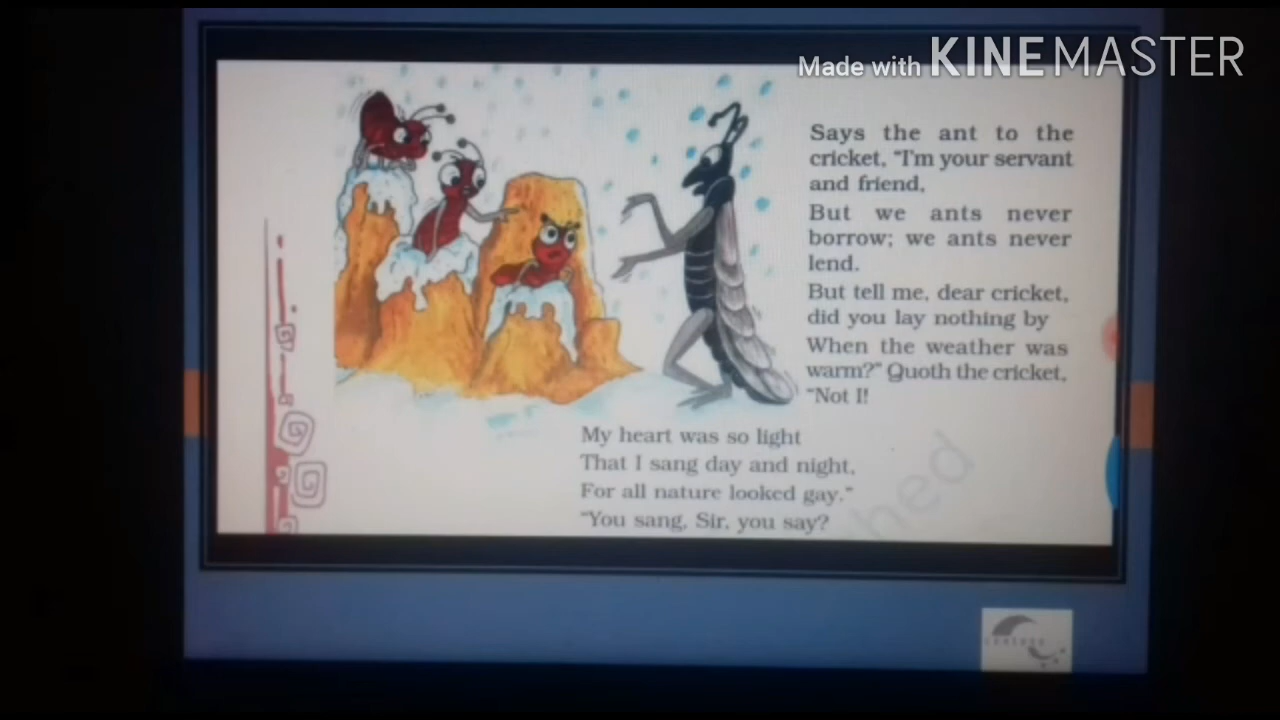 Made with KINEMASTER
Says the ant to the
cricket, "I'm your servant
and friend,
But we ants never
borrow; we ants never
lend.
But tell me, dear cricket,
did you lay nothing by
When the weather was
warm?" Quoth the cricket,
"Not I!
My heart was so light
That I sang day and night,
For all nature looked gay."
"You sang, Sir, you say?
hed